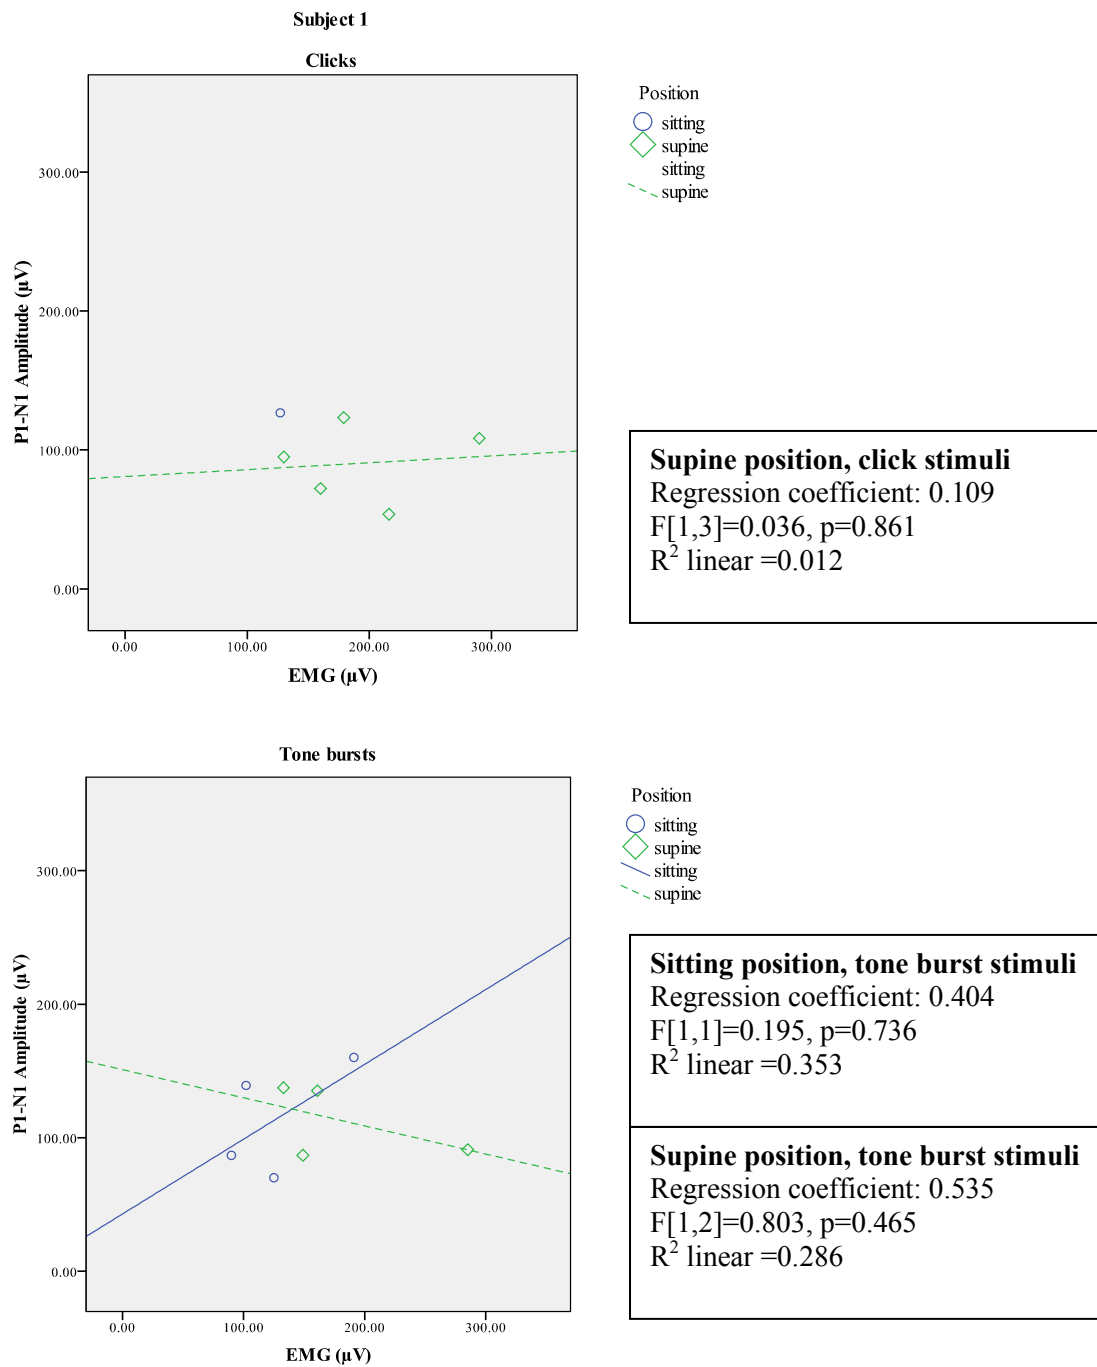 Subject 1
Clicks
P1-N1 Amplitude (µV)
300.00
200.00
100.00
0.00
0.00 100.00 200.00 300.00
EMG (µV)
Position
sitting
supine
sitting
supine
Supine position, click stimuli
Regression coefficient: 0.109
F[1,3]=0.036, p=0.861
R² linear =0.012
Tone bursts
P1-N1 Amplitude (µV)
300.00
200.00
100.00
0.00
0.00 100.00 200.00 300.00
EMG (µV)
Position
sitting
supine
sitting
supine
Sitting position, tone burst stimuli
Regression coefficient: 0.404
F[1,1]=0.195, p=0.736
R² linear =0.353
Supine position, tone burst stimuli
Regression coefficient: 0.535
F[1,2]=0.803, p=0.465
R² linear =0.286